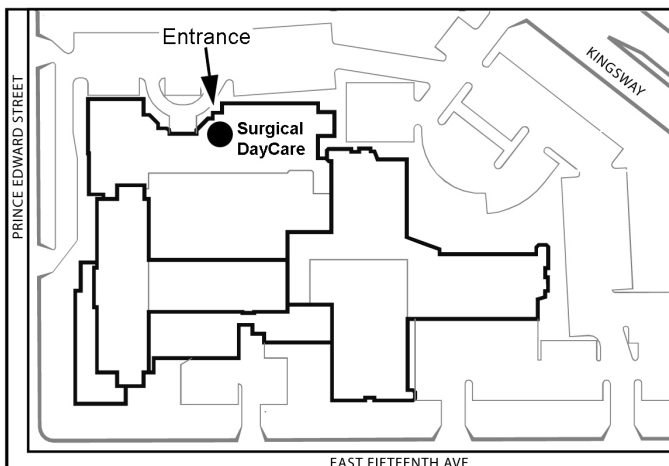 Entrance
KINGSWAY
Surgical
DayCare
PRINCE EDWARD STREET
EAST FIFTEENTH AVE